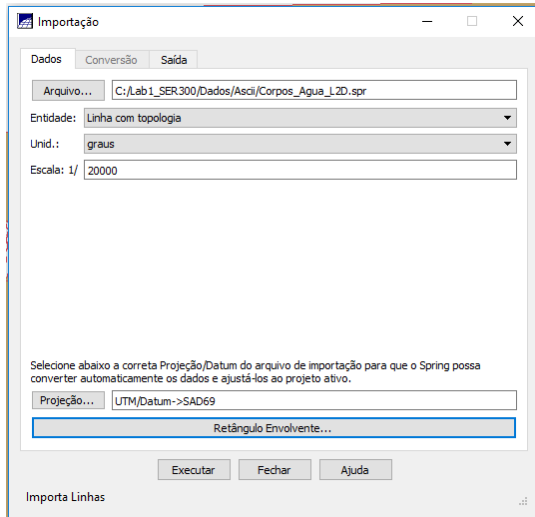 Importação
Dados Conversão Saída
Arquivo... C:/Lab1_SER300/Dados/Ascii/Corpos_Agua_L2D.spr
Entidade: Linha com topologia
Unid.: graus
Escala: 1/ 20000
Selecione abaixo a correta Projeção/Datum do arquivo de importação para que o Spring possa
converter automaticamente os dados e ajustá-los ao projeto ativo.
Projeção... UTM/Datum->SAD69
Retângulo Envolvente...
Executar Fechar Ajuda
Importa Linhas